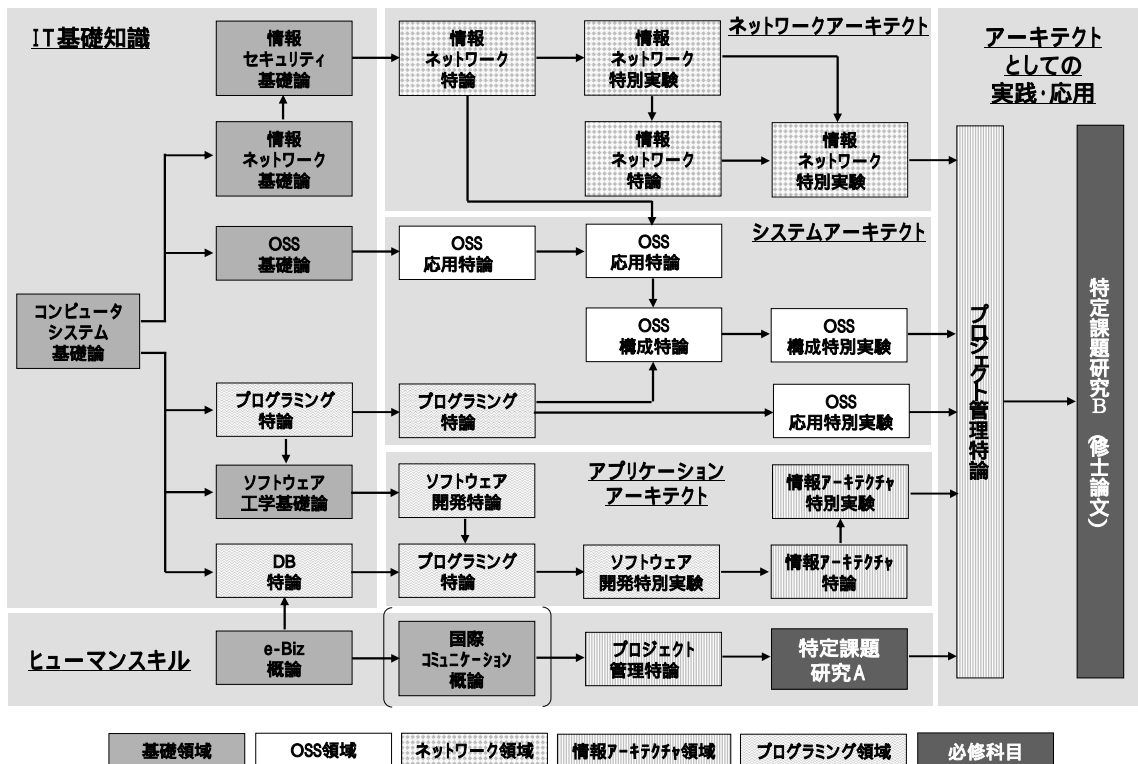 IT基礎知識
情報
セキュリティ
基礎論
情報
ネットワーク
基礎論
OSS
基礎論
コンピュータ
システム
基礎論
プログラミング
特論
ソフトウェア
工学基礎論
DB
特論
ネットワークアーキテクト
情報
ネットワーク
特論
情報
ネットワーク
特別実験
情報
ネットワーク
特論
情報
ネットワーク
特別実験
システムアーキテクト
OSS
応用特論
OSS
応用特論
OSS
構成特論
OSS
構成特別実験
プログラミング
特論
OSS
応用特別実験
アプリケーション
アーキテクト
ソフトウェア
開発特論
情報アーキテクチャ
特別実験
プログラミング
特論
ソフトウェア
開発特別実験
情報アーキテクチャ
特論
ヒューマンスキル
e-Biz
概論
国際
コミュニケーション
概論
プロジェクト
管理特論
特定課題
研究A
アーキテクト
としての
実践・応用
プロジェクト管理特論
特定課題研究B (修士論文)
基礎領域
OSS領域
ネットワーク領域
情報アーキテクチャ領域
プログラミング領域
必修科目